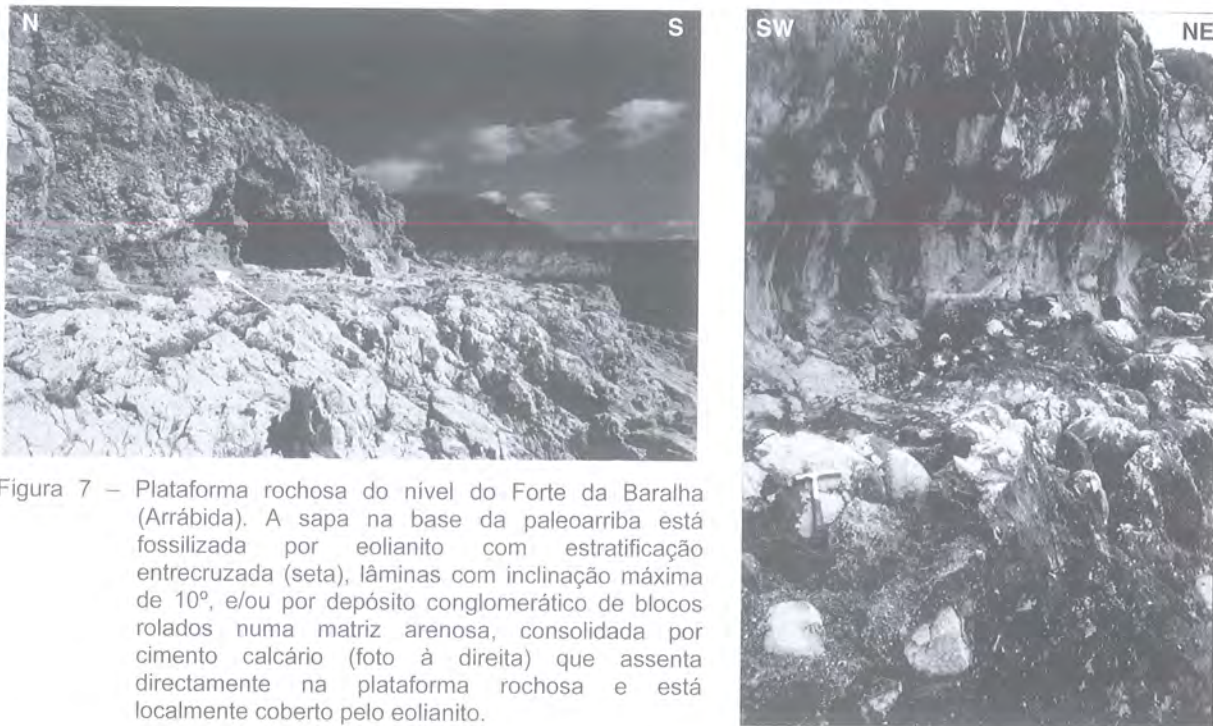 N
S
SW
NE
Figura 7 – Plataforma rochosa do nível do Forte da Baralha
(Arrábida). A sapa na base da paleoarriba está
fossilizada por eolianito com estratificação
entrecruzada (seta), lâminas com inclinação máxima
de 10º, e/ou por depósito conglomerático de blocos
rolados numa matriz arenosa, consolidada por
cimento calcário (foto à direita) que assenta
directamente na plataforma rochosa e está
localmente coberto pelo eolianito.